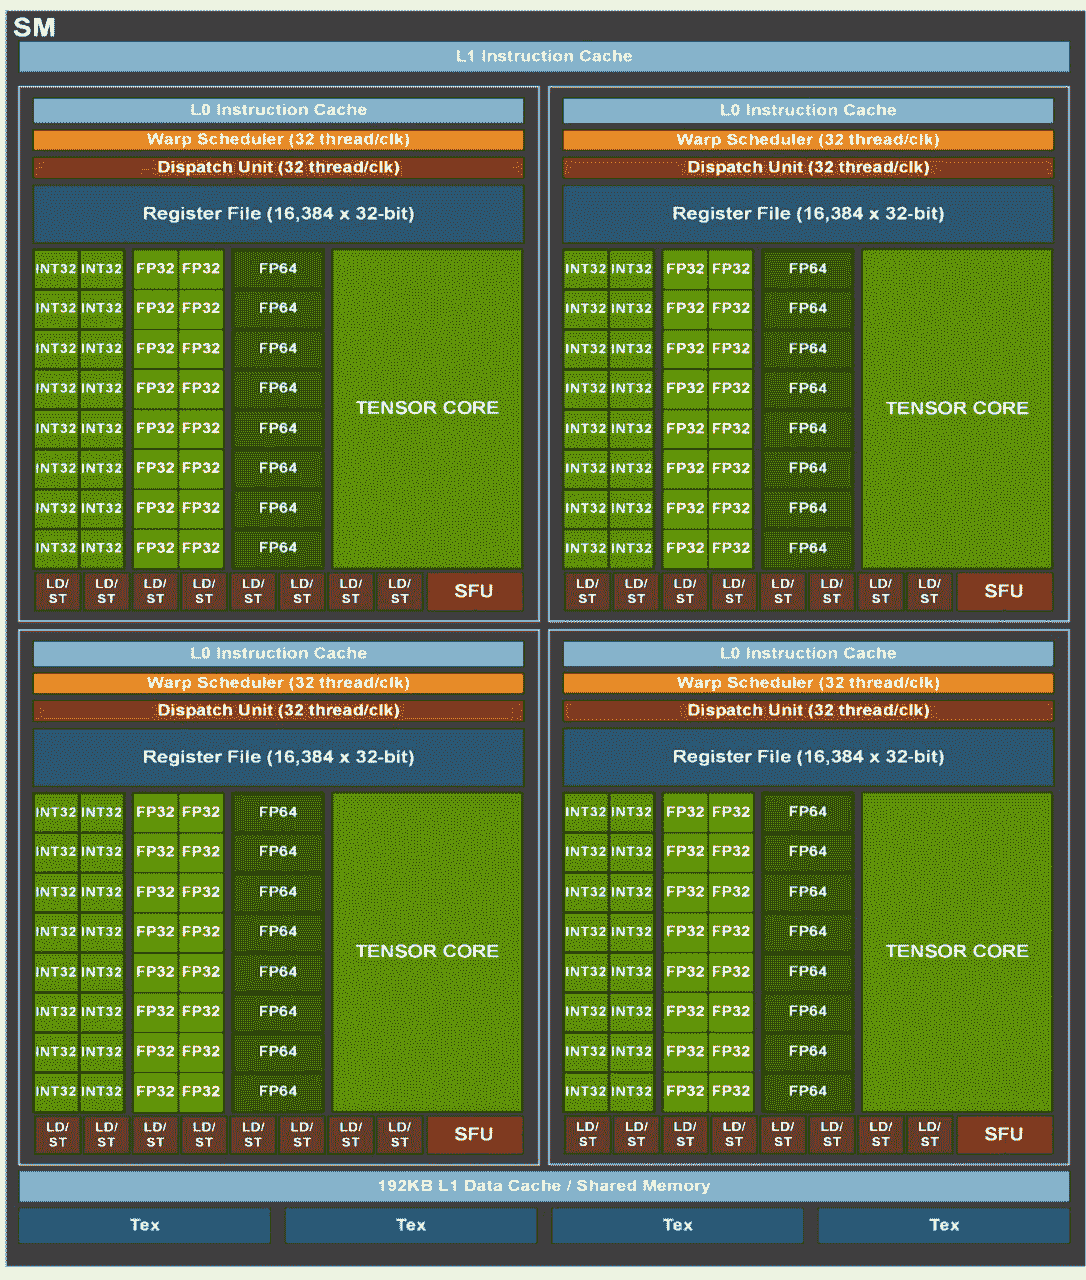 SM
L1 Instruction Cache
L0 Instruction Cache
Warp Scheduler (32 thread/clk)
Dispatch Unit (32 thread/clk)
Register File (16,384 x 32-bit)
INT32 INT32 FP32 FP32 FP64
INT32 INT32 FP32 FP32 FP64
INT32 INT32 FP32 FP32 FP64
INT32 INT32 FP32 FP32 FP64
TENSOR CORE
INT32 INT32 FP32 FP32 FP64
INT32 INT32 FP32 FP32 FP64
INT32 INT32 FP32 FP32 FP64
INT32 INT32 FP32 FP32 FP64
LD/ LD/ LD/ LD/ LD/ LD/ LD/ LD/
ST ST ST ST ST ST ST ST
SFU
L0 Instruction Cache
Warp Scheduler (32 thread/clk)
Dispatch Unit (32 thread/clk)
Register File (16,384 x 32-bit)
INT32 INT32 FP32 FP32 FP64
INT32 INT32 FP32 FP32 FP64
INT32 INT32 FP32 FP32 FP64
INT32 INT32 FP32 FP32 FP64
TENSOR CORE
INT32 INT32 FP32 FP32 FP64
INT32 INT32 FP32 FP32 FP64
INT32 INT32 FP32 FP32 FP64
INT32 INT32 FP32 FP32 FP64
LD/ LD/ LD/ LD/ LD/ LD/ LD/ LD/
ST ST ST ST ST ST ST ST
SFU
L0 Instruction Cache
Warp Scheduler (32 thread/clk)
Dispatch Unit (32 thread/clk)
Register File (16,384 x 32-bit)
INT32 INT32 FP32 FP32 FP64
INT32 INT32 FP32 FP32 FP64
INT32 INT32 FP32 FP32 FP64
INT32 INT32 FP32 FP32 FP64
TENSOR CORE
INT32 INT32 FP32 FP32 FP64
INT32 INT32 FP32 FP32 FP64
INT32 INT32 FP32 FP32 FP64
INT32 INT32 FP32 FP32 FP64
LD/ LD/ LD/ LD/ LD/ LD/ LD/ LD/
ST ST ST ST ST ST ST ST
SFU
L0 Instruction Cache
Warp Scheduler (32 thread/clk)
Dispatch Unit (32 thread/clk)
Register File (16,384 x 32-bit)
INT32 INT32 FP32 FP32 FP64
INT32 INT32 FP32 FP32 FP64
INT32 INT32 FP32 FP32 FP64
INT32 INT32 FP32 FP32 FP64
TENSOR CORE
INT32 INT32 FP32 FP32 FP64
INT32 INT32 FP32 FP32 FP64
INT32 INT32 FP32 FP32 FP64
INT32 INT32 FP32 FP32 FP64
LD/ LD/ LD/ LD/ LD/ LD/ LD/ LD/
ST ST ST ST ST ST ST ST
SFU
192KB L1 Data Cache / Shared Memory
Tex Tex Tex Tex